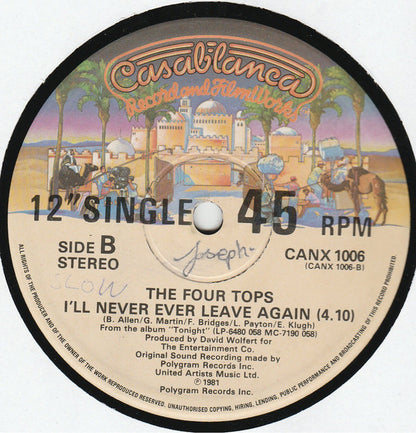 Casablanca
Record and FilmWorks
12" SINGLE 45 RPM
SIDE B
STEREO
CANX 1006
(CANX 1006-B)
Joseph.
SLOW
THE FOUR TOPS
I'LL NEVER EVER LEAVE AGAIN (4.10)
(B. Allen/G. Martin/F. Bridges/L. Payton/E. Klugh)
From the album "Tonight" (LP-6480 058 MC-7190 058)
Produced by David Wolfert for
The Entertainment Co.
Original Sound Recording made by
Polygram Records Inc.
United Artists Music Ltd.
℗ 1981
Polygram Records Inc.
ALL RIGHTS OF THE PRODUCER AND OF THE OWNER OF THE WORK REPRODUCED RESERVED. UNAUTHORISED COPYING, HIRING, LENDING, PUBLIC PERFORMANCE AND BROADCASTING OF THIS RECORD PROHIBITED.